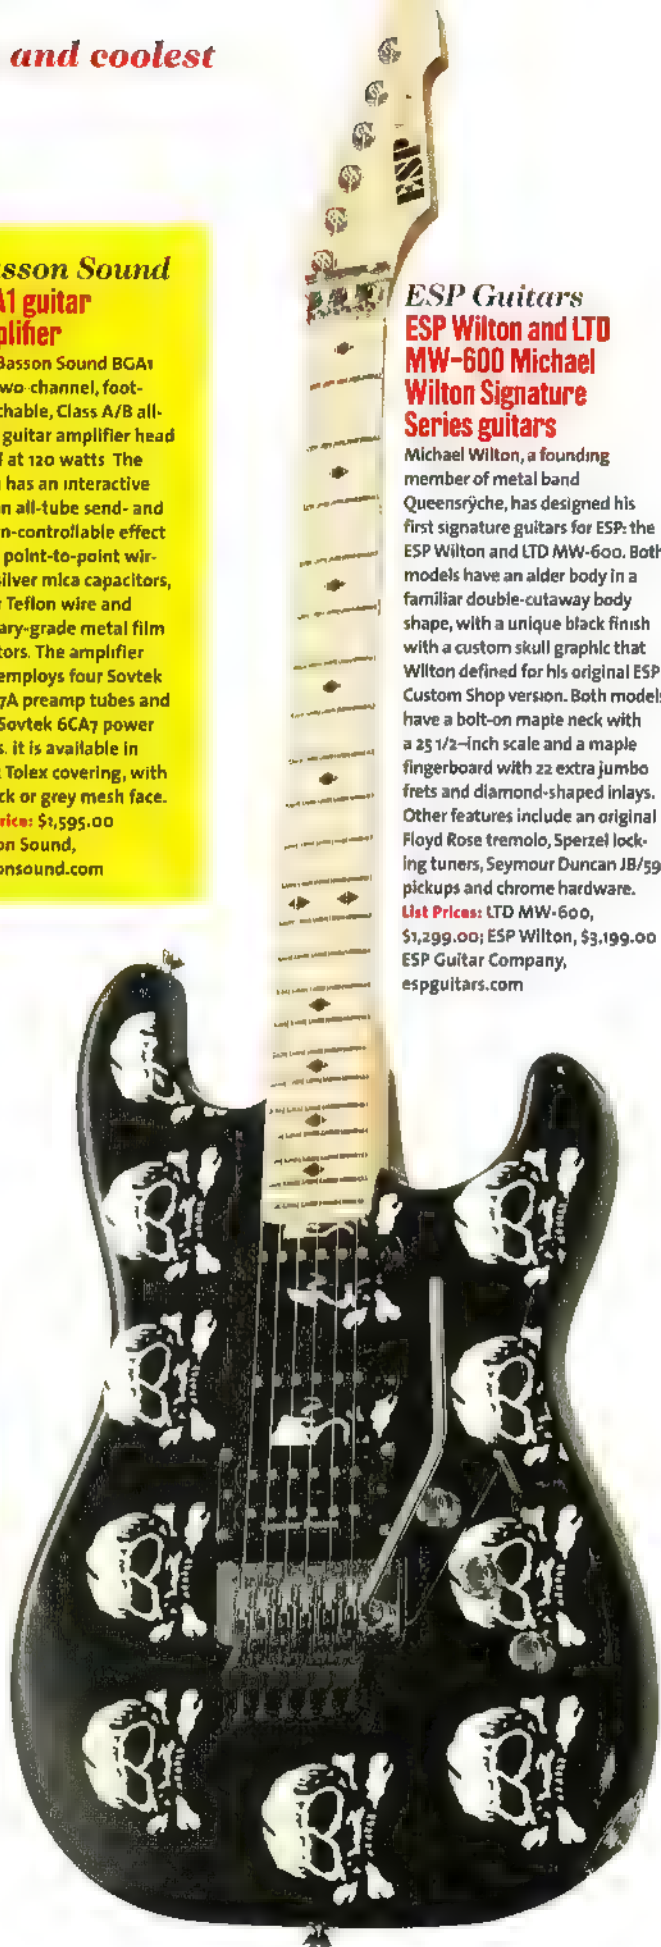 and coolest
asson Sound
A1 guitar
plifier
Basson Sound BGA1
wo-channel, foot-
chable, Class A/B all-
guitar amplifier head
at 120 watts The
has an interactive
n all-tube send- and
n-controllable effect
point-to-point wir-
silver mica capacitors,
Teflon wire and
ary-grade metal film
tors. The amplifier
employs four Sovtek
7A preamp tubes and
Sovtek 6CA7 power
s. it is available in
Tolex covering, with
ck or grey mesh face.
rice: $1,595.00
on Sound,
onsound.com
ESP
ESP Guitars
ESP Wilton and LTD
MW-600 Michael
Wilton Signature
Series guitars
Michael Wilton, a founding
member of metal band
Queensrÿche, has designed his
first signature guitars for ESP: the
ESP Wilton and LTD MW-600. Both
models have an alder body in a
familiar double-cutaway body
shape, with a unique black finish
with a custom skull graphic that
Wilton defined for his original ESP
Custom Shop version. Both models
have a bolt-on maple neck with
a 25 1/2-inch scale and a maple
fingerboard with 22 extra jumbo
frets and diamond-shaped inlays.
Other features include an original
Floyd Rose tremolo, Sperzel lock-
ing tuners, Seymour Duncan JB/59
pickups and chrome hardware.
List Prices: LTD MW-600,
$1,299.00; ESP Wilton, $3,199.00
ESP Guitar Company,
espguitars.com